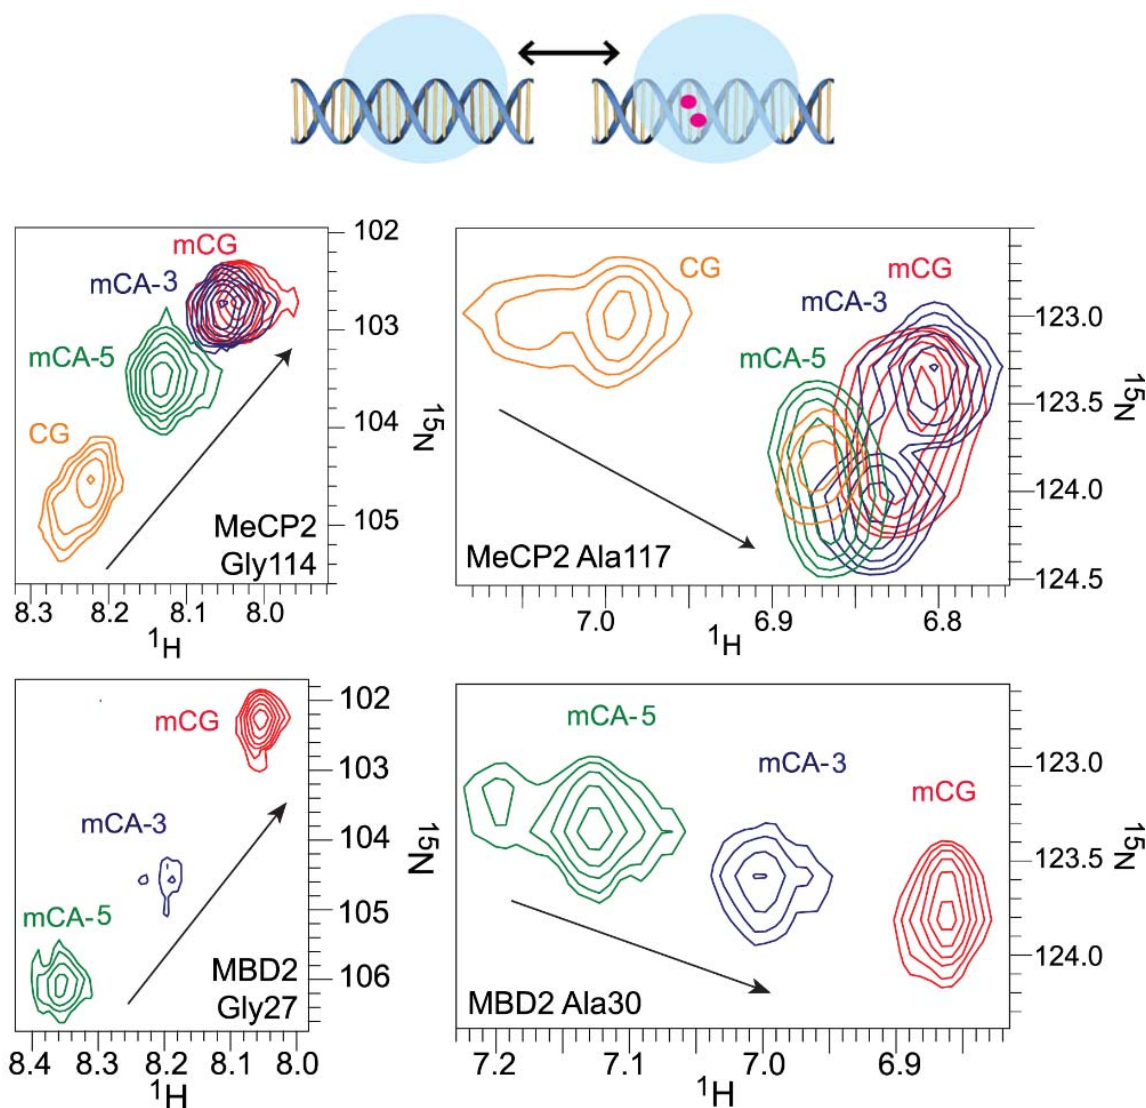 mCG
mCA-3
mCA-5
CG
MeCP2
Gly114
102
103
104
105
15N
8.3 8.2 8.1 8.0
1H
CG
mCG
mCA-3
mCA-5
MeCP2 Ala117
123.0
123.5
124.0
124.5
15N
7.0 6.9 6.8
1H
mCG
mCA-3
mCA-5
MBD2
Gly27
102
103
104
105
106
15N
8.4 8.3 8.2 8.1 8.0
1H
mCA-5
mCA-3
mCG
MBD2 Ala30
123.0
123.5
124.0
15N
7.2 7.1 7.0 6.9
1H